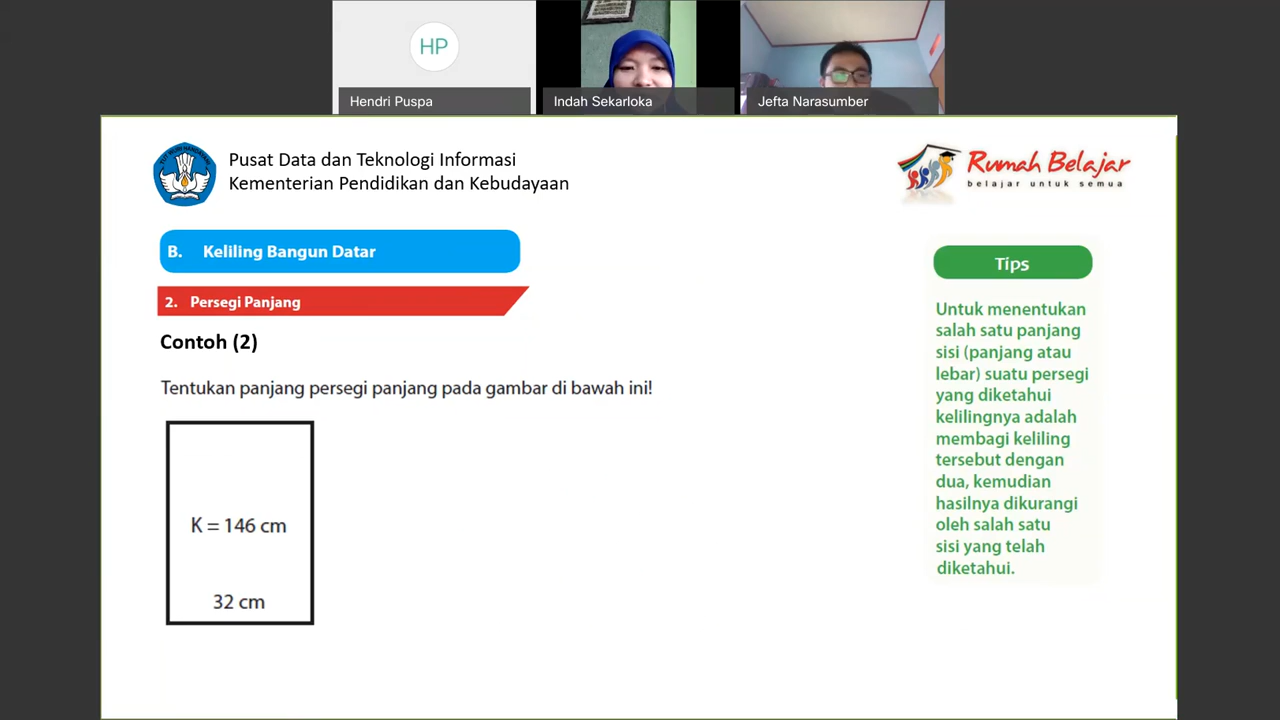 HP
Hendri Puspa
Indah Sekarloka
Jefta Narasumber
Pusat Data dan Teknologi Informasi
Kementerian Pendidikan dan Kebudayaan
Rumah Belajar
belajar untuk semua
B. Keliling Bangun Datar
2. Persegi Panjang
Contoh (2)
Tentukan panjang persegi panjang pada gambar di bawah ini!
K = 146 cm
32 cm
Tips
Untuk menentukan
salah satu panjang
sisi (panjang atau
lebar) suatu persegi
yang diketahui
kelilingnya adalah
membagi keliling
tersebut dengan
dua, kemudian
hasilnya dikurangi
oleh salah satu
sisi yang telah
diketahui.